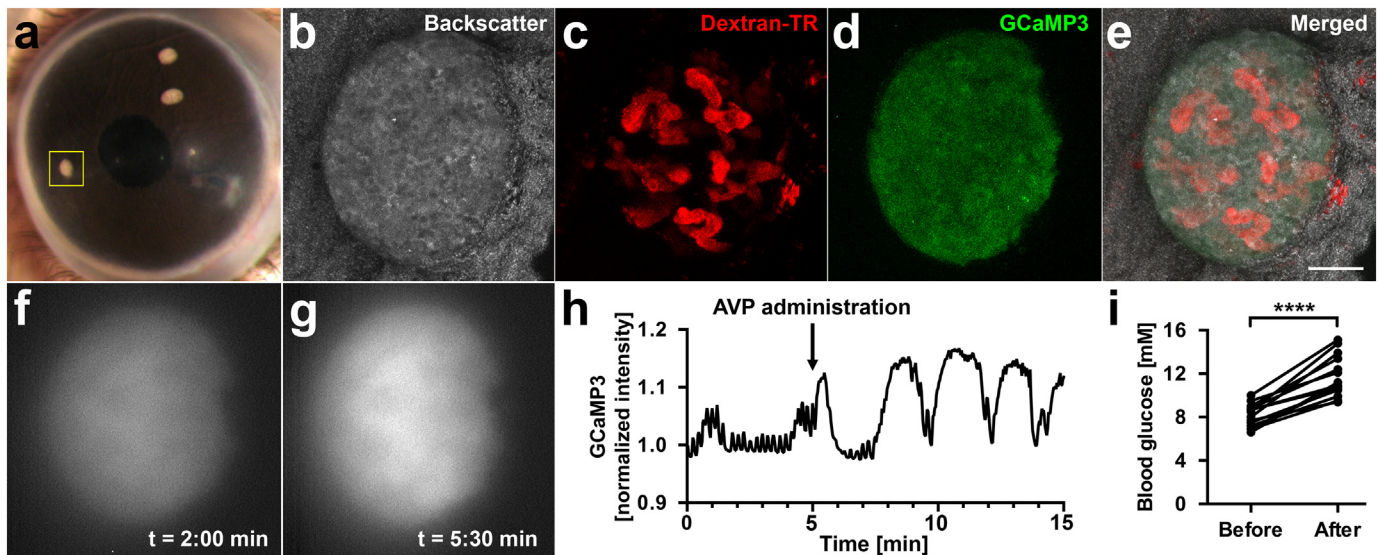 a
b
Backscatter
c
Dextran-TR
d
GCaMP3
e
Merged
f
t = 2:00 min
g
t = 5:30 min
h
AVP administration
GCaMP3
[normalized intensity]
1.2
1.1
1.0
0.9
0
5
10
15
Time [min]
i
****
Blood glucose [mM]
16
12
8
4
0
Before
After